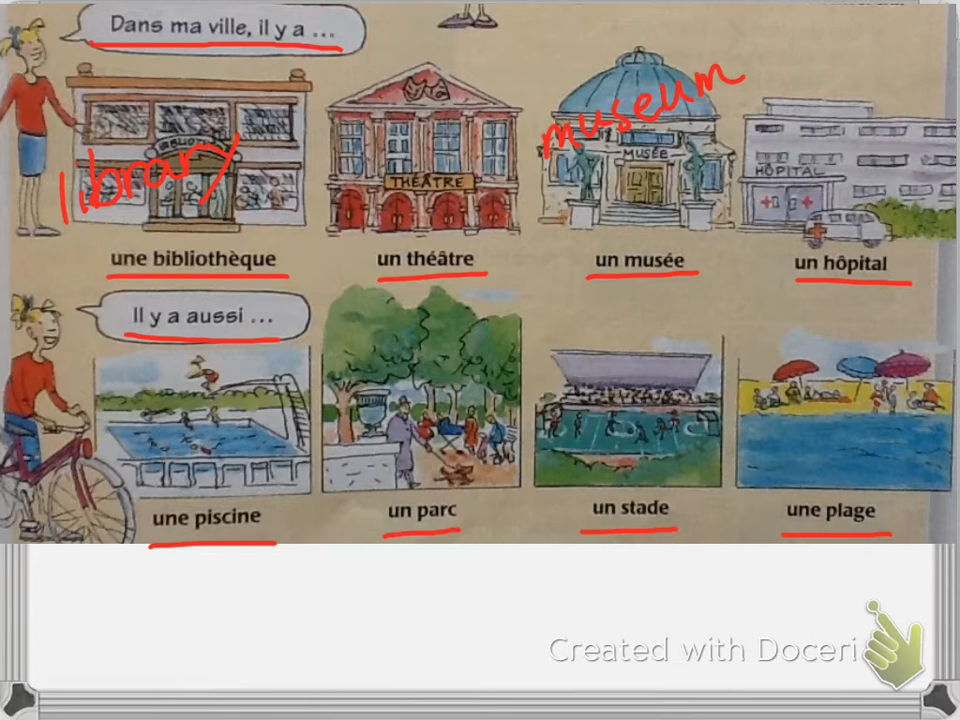 Dans ma ville, il y a ...
library
BIBLIOT
THÉÂTRE
museum
MUSÉE
HÔPITAL
une bibliothèque
un théâtre
un musée
un hôpital
Il y a aussi ...
une piscine
un parc
un stade
une plage
Created with Doceri